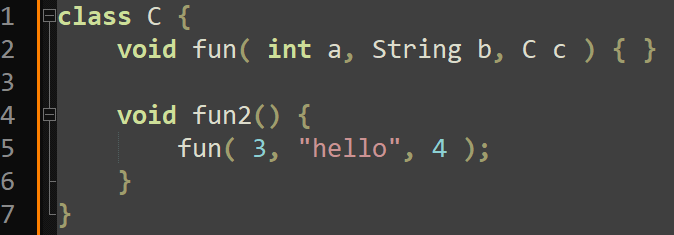 1 class C {
2     void fun( int a, String b, C c ) { }
3
4     void fun2() {
5         fun( 3, "hello", 4 );
6     }
7 }